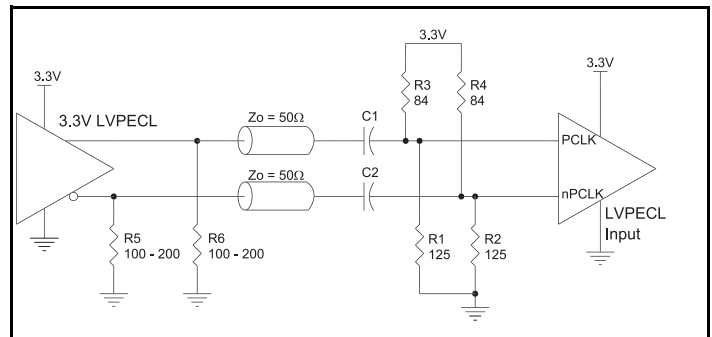 3.3V
3.3V
3.3V
R3
84
R4
84
3.3V LVPECL
Zo = 50Ω
C1
PCLK
Zo = 50Ω
C2
nPCLK
LVPECL
Input
R5
100 - 200
R6
100 - 200
R1
125
R2
125